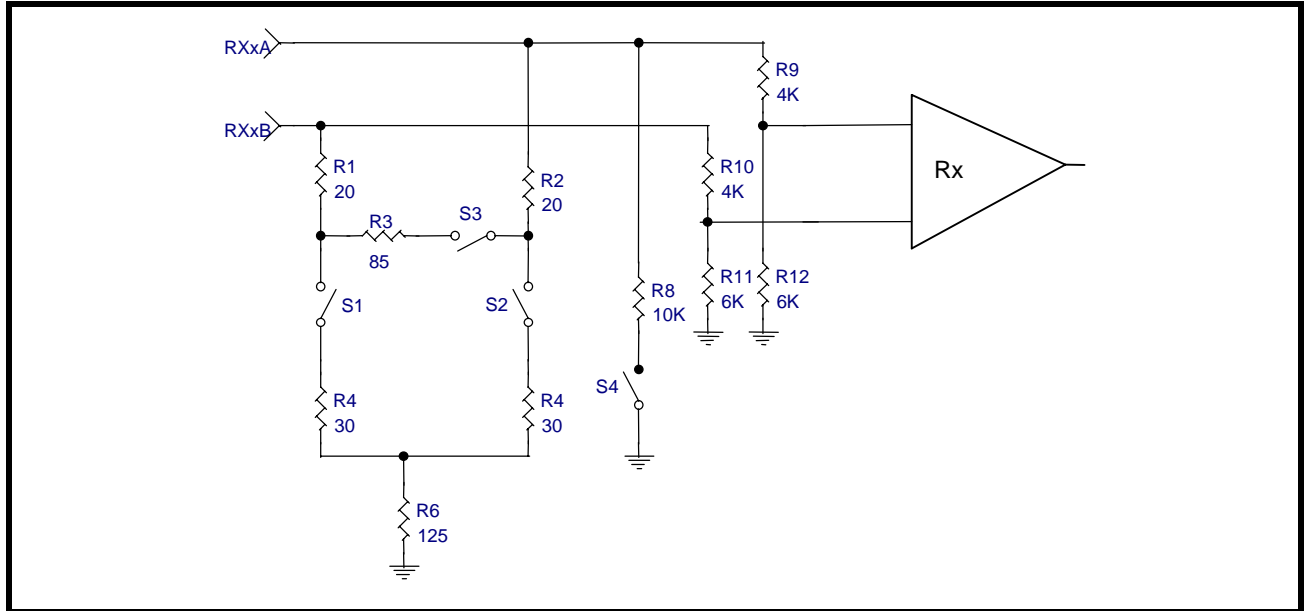 RXxA
R9
4K
RXxB
Rx
R1
20
R10
4K
R2
20
R3
85
S3
S1
S2
R8
10K
R11
6K
R12
6K
S4
R4
30
R4
30
R6
125